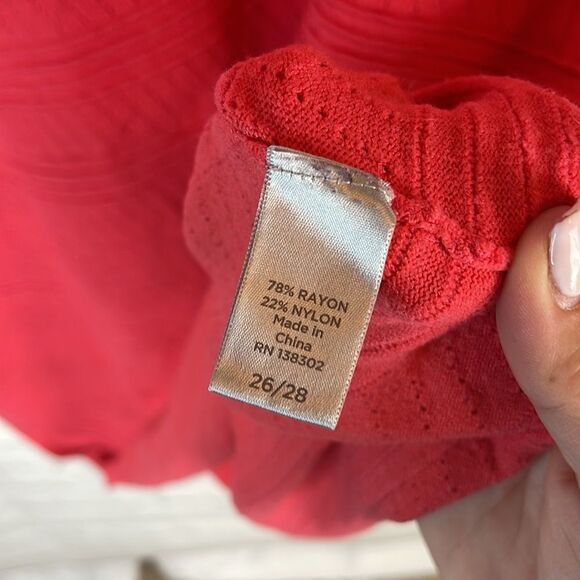 78% RAYON
22% NYLON
Made in
China
RN 138302
26/28